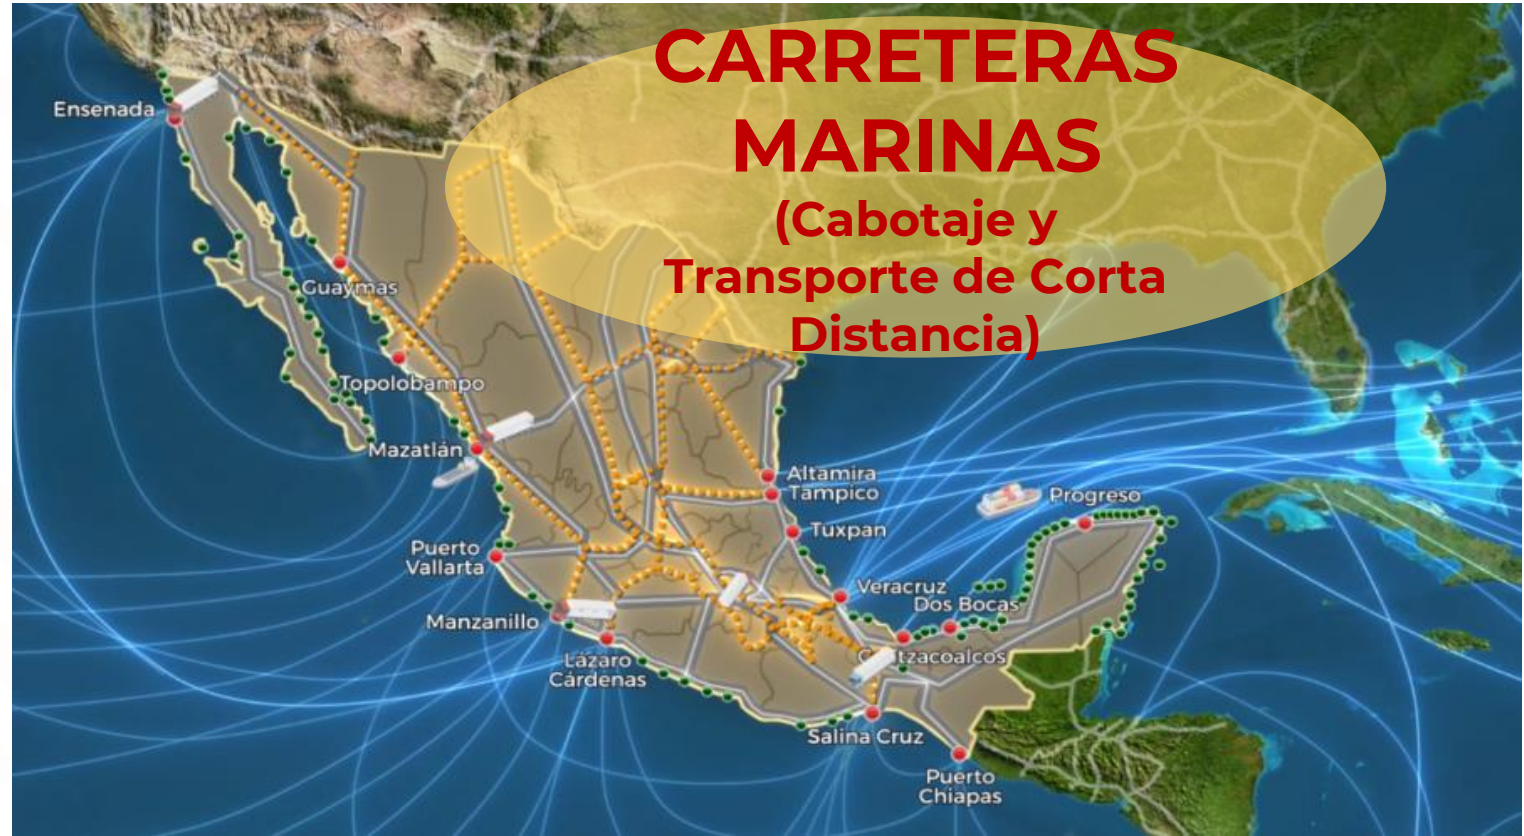 CARRETERAS
MARINAS
(Cabotaje y
Transporte de Corta
Distancia)
Ensenada
Guaymas
Topolobampo
Mazatlán
Altamira
Tampico
Progreso
Tuxpan
Puerto
Vallarta
Veracruz
Dos Bocas
Manzanillo
Lázaro
Cárdenas
C tzacoalcos
Salina Cruz
Puerto
Chiapas